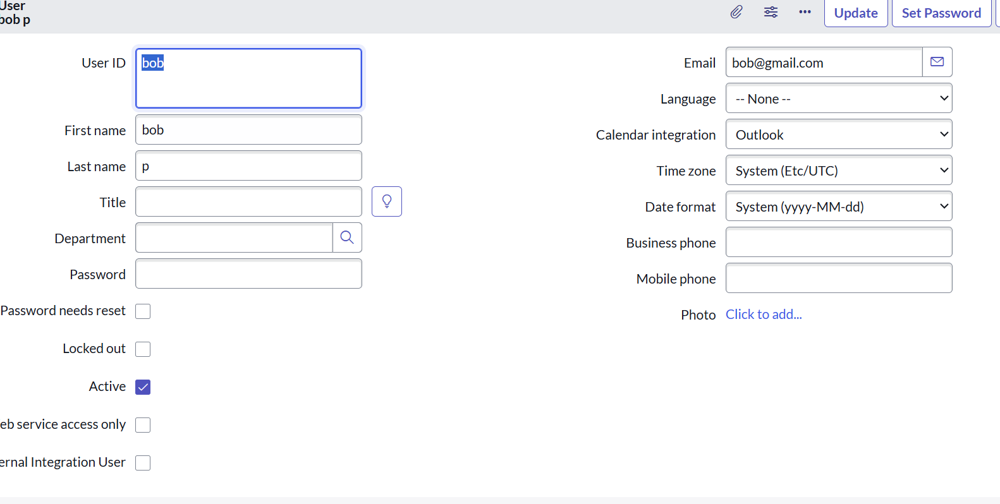 User
bob p
Update
Set Password
User ID
bob
First name
bob
Last name
p
Title
Department
Password
Password needs reset
Locked out
Active
eb service access only
ernal Integration User
Email
bob@gmail.com
Language
-- None --
Calendar integration
Outlook
Time zone
System (Etc/UTC)
Date format
System (yyyy-MM-dd)
Business phone
Mobile phone
Photo
Click to add...